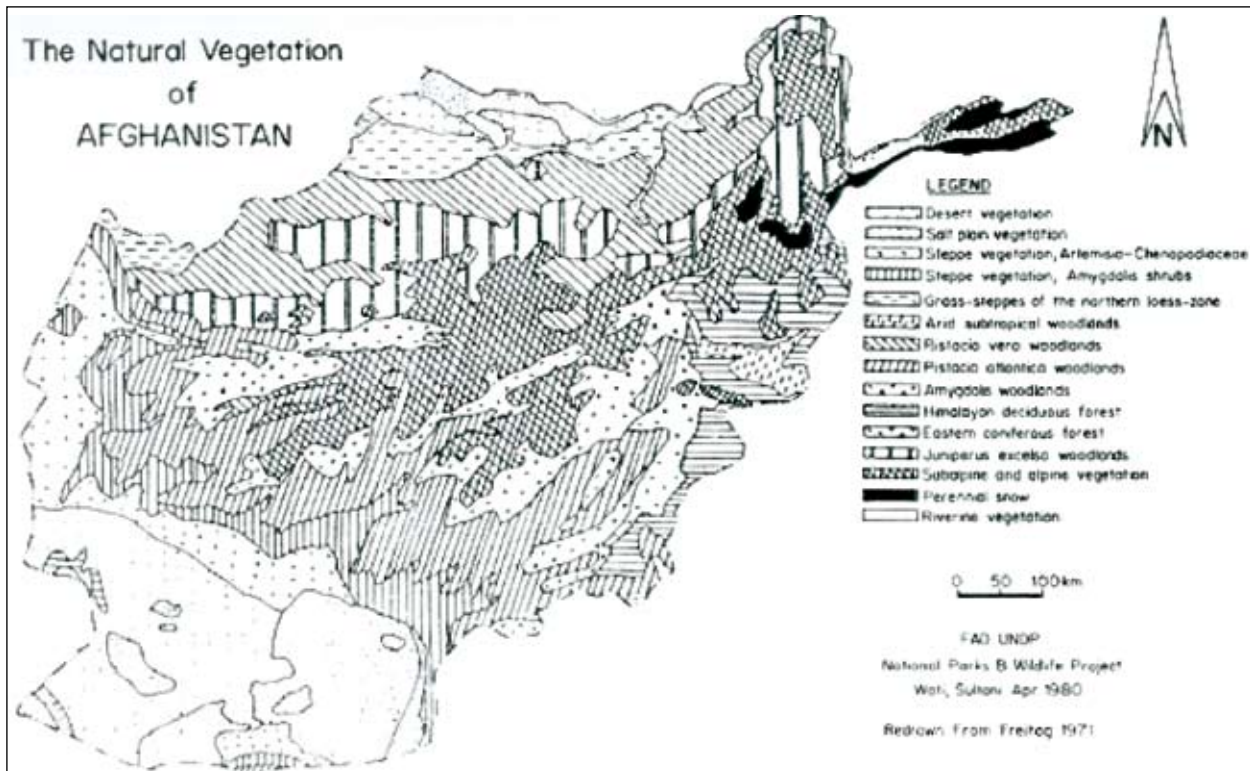 The Natural Vegetation
of
AFGHANISTAN
N
LEGEND
Desert vegetation
Salt plain vegetation
Steppe vegetation, Artemisia-Chenopodiaceae
Steppe vegetation, Amygdalis shrubs
Grass-steppes of the northern loess-zone
Arid subtropical woodlands
Pistacia vera woodlands
Pistacia atlantica woodlands
Amygdalis woodlands
Himalayan deciduous forest
Eastern coniferous forest
Juniperus excelsa woodlands
Subalpine and alpine vegetation
Perennial snow
Riverine vegetation
0 50 100km
FAO UNDP
National Parks & Wildlife Project
Sultani Apr 1980
Redrawn From Freitag 1971